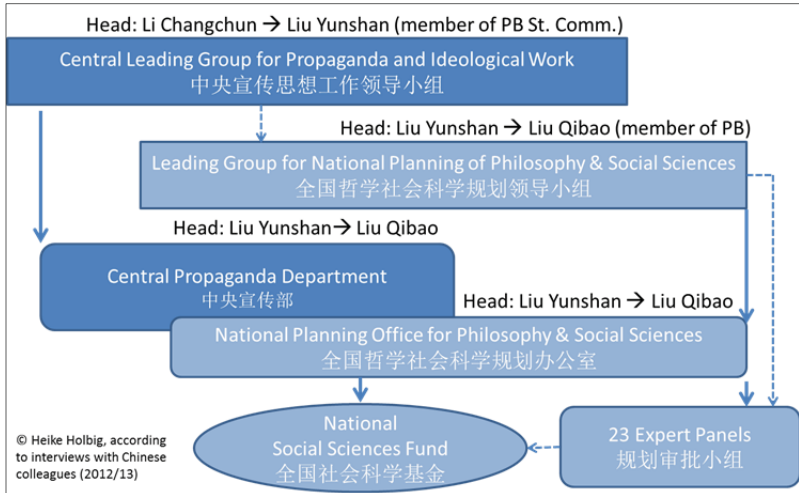 Head: Li Changchun → Liu Yunshan (member of PB St. Comm.)
Central Leading Group for Propaganda and Ideological Work
中央宣传思想工作领导小组
Head: Liu Yunshan → Liu Qibao (member of PB)
Leading Group for National Planning of Philosophy & Social Sciences
全国哲学社会科学规划领导小组
Head: Liu Yunshan → Liu Qibao
Central Propaganda Department
中央宣传部
Head: Liu Yunshan → Liu Qibao
National Planning Office for Philosophy & Social Sciences
全国哲学社会科学规划办公室
National
Social Sciences Fund
全国社会科学基金
23 Expert Panels
规划审批小组
© Heike Holbig, according
to interviews with Chinese
colleagues (2012/13)